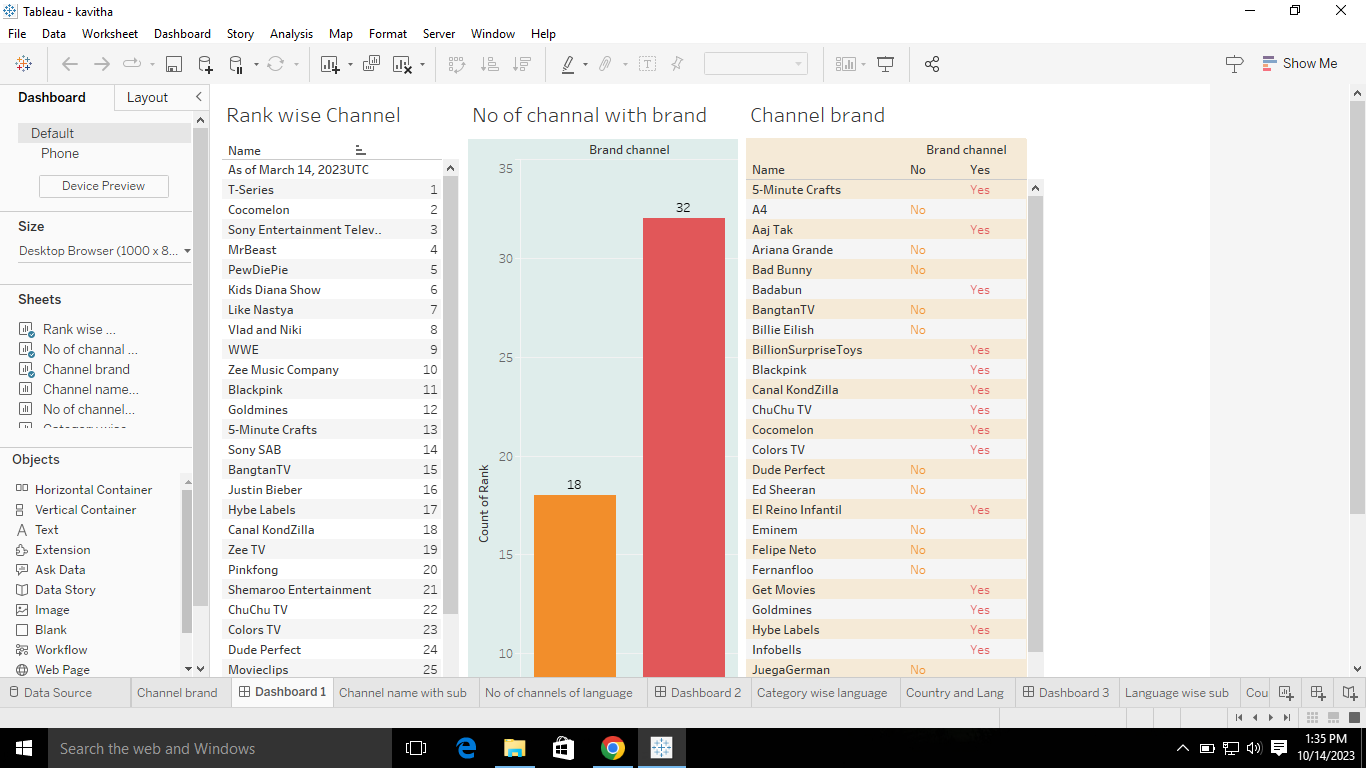 Tableau - kavitha
File Data Worksheet Dashboard Story Analysis Map Format Server Window Help
Show Me
Dashboard Layout
Default
Phone
Device Preview
Size
Desktop Browser (1000 x 8...
Sheets
Rank wise ...
No of channal ...
Channel brand
Channel name...
No of channel...
Objects
Horizontal Container
Vertical Container
Text
Extension
Ask Data
Data Story
Image
Blank
Workflow
Web Page
Rank wise Channel
Name
As of March 14, 2023UTC
T-Series 1
Cocomelon 2
Sony Entertainment Telev.. 3
MrBeast 4
PewDiePie 5
Kids Diana Show 6
Like Nastya 7
Vlad and Niki 8
WWE 9
Zee Music Company 10
Blackpink 11
Goldmines 12
5-Minute Crafts 13
Sony SAB 14
BangtanTV 15
Justin Bieber 16
Hybe Labels 17
Canal KondZilla 18
Zee TV 19
Pinkfong 20
Shemaroo Entertainment 21
ChuChu TV 22
Colors TV 23
Dude Perfect 24
Movieclips 25
No of channal with brand
Brand channel
35
32
30
25
20
18
15
10
Count of Rank
Channel brand
Brand channel
Name No Yes
5-Minute Crafts Yes
A4 No
Aaj Tak Yes
Ariana Grande No
Bad Bunny No
Badabun Yes
BangtanTV No
Billie Eilish No
BillionSurpriseToys Yes
Blackpink Yes
Canal KondZilla Yes
ChuChu TV Yes
Cocomelon Yes
Colors TV Yes
Dude Perfect No
Ed Sheeran No
El Reino Infantil Yes
Eminem No
Felipe Neto No
Fernanfloo No
Get Movies Yes
Goldmines Yes
Hybe Labels Yes
Infobells Yes
JuegaGerman No
Data Source Channel brand Dashboard 1 Channel name with sub No of channels of language Dashboard 2 Category wise language Country and Lang Dashboard 3 Language wise sub Cou
Search the web and Windows
1:35 PM
10/14/2023